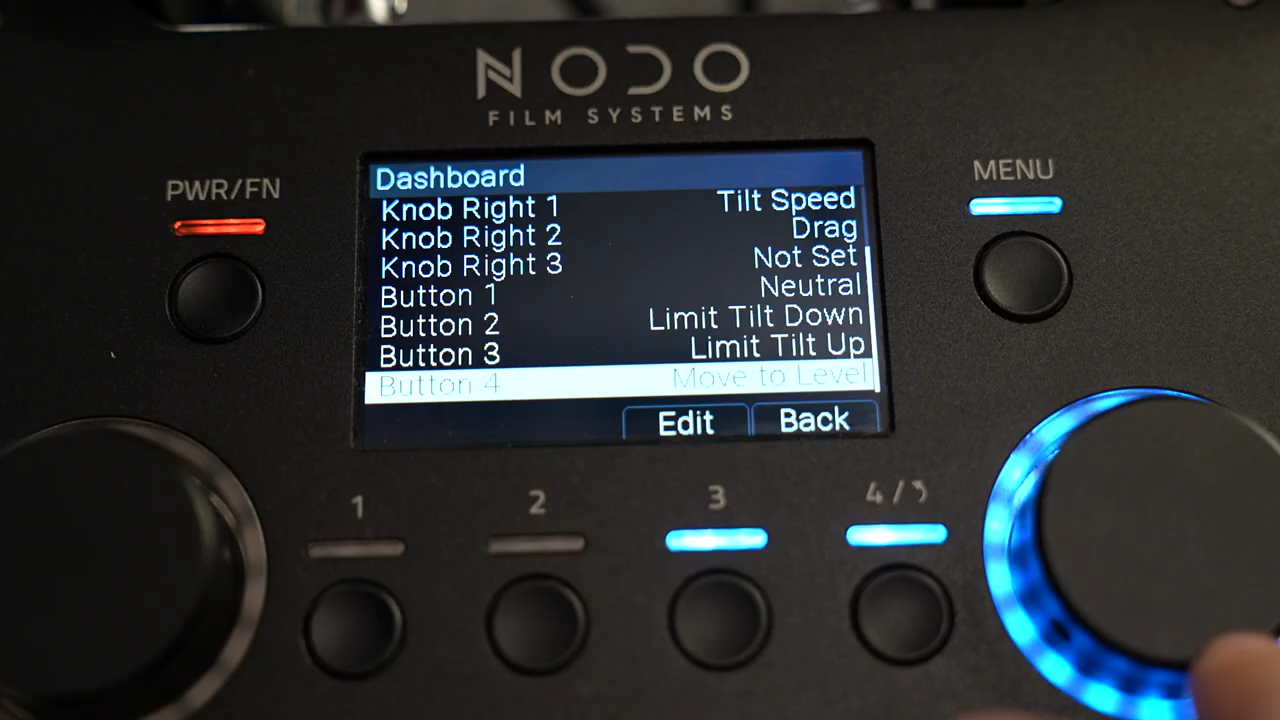 NODO
FILM SYSTEMS
PWR/FN
MENU
Dashboard
Knob Right 1 Tilt Speed
Knob Right 2 Drag
Knob Right 3 Not Set
Button 1 Neutral
Button 2 Limit Tilt Down
Button 3 Limit Tilt Up
Button 4 Move to Level
Edit Back
1 2 3 4/5